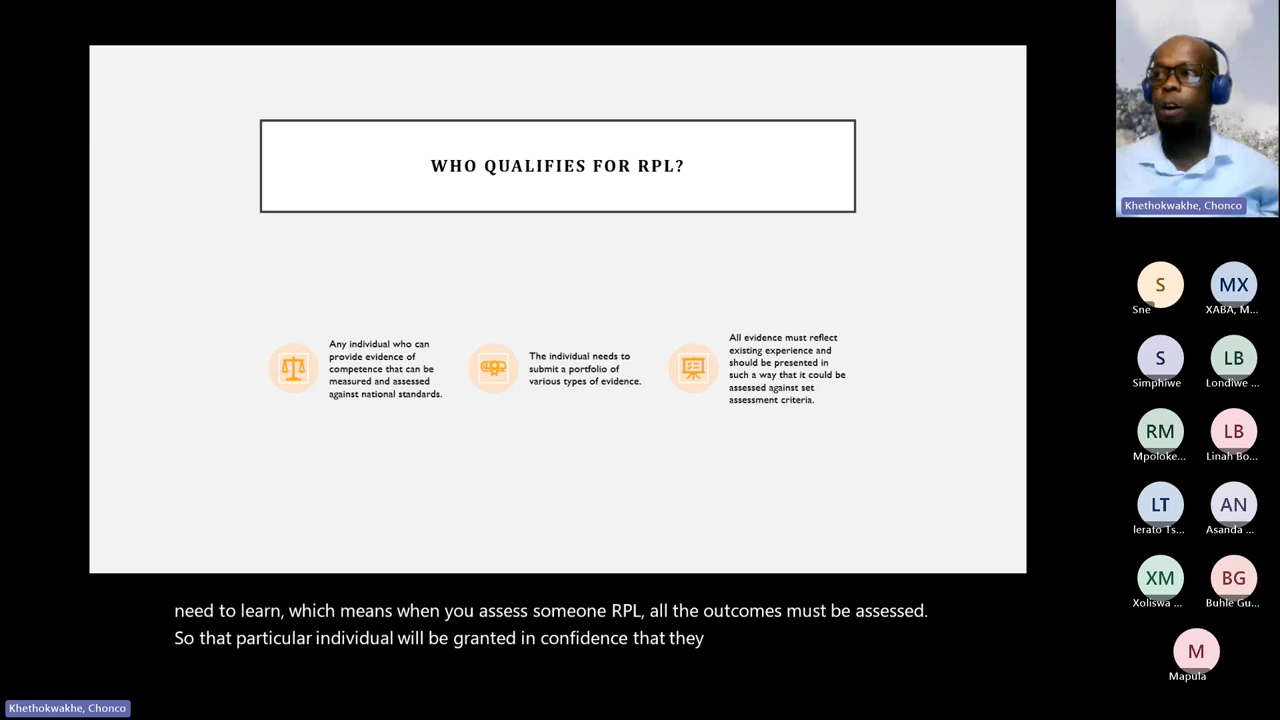 WHO QUALIFIES FOR RPL?
Any individual who can
provide evidence of
competence that can be
measured and assessed
against national standards.
The individual needs to
submit a portfolio of
various types of evidence.
All evidence must reflect
existing experience and
should be presented in
such a way that it could be
assessed against set
assessment criteria.
need to learn, which means when you assess someone RPL, all the outcomes must be assessed.
So that particular individual will be granted in confidence that they
Khethokwakhe, Chonco
Khethokwakhe, Chonco
S
Sne
MX
XABA, M...
S
Simphiwe
LB
Londiwe ...
RM
Mpoloke...
LB
Linah Bo...
LT
lerato Ts...
AN
Asanda ...
XM
Xoliswa ...
BG
Buhle Gu...
M
Mapula